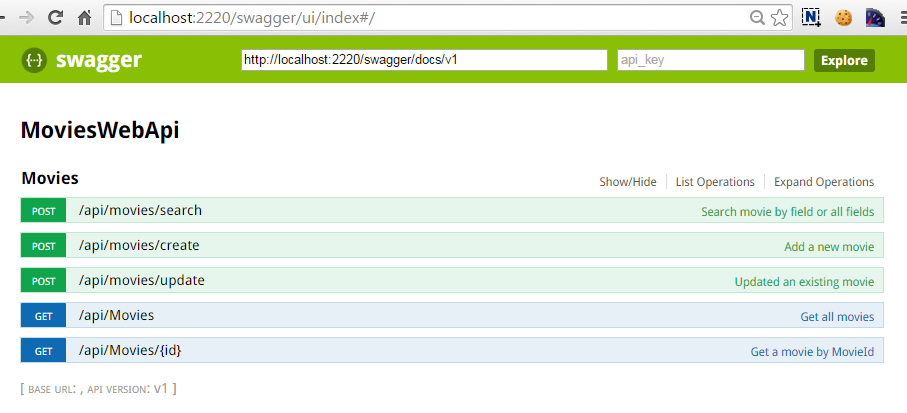 localhost:2220/swagger/ui/index#/
{··} swagger http://localhost:2220/swagger/docs/v1 api_key Explore
MoviesWebApi
Movies Show/Hide List Operations Expand Operations
POST /api/movies/search Search movie by field or all fields
POST /api/movies/create Add a new movie
POST /api/movies/update Updated an existing movie
GET /api/Movies Get all movies
GET /api/Movies/{id} Get a movie by MovieId
[ BASE URL: , API VERSION: V1 ]